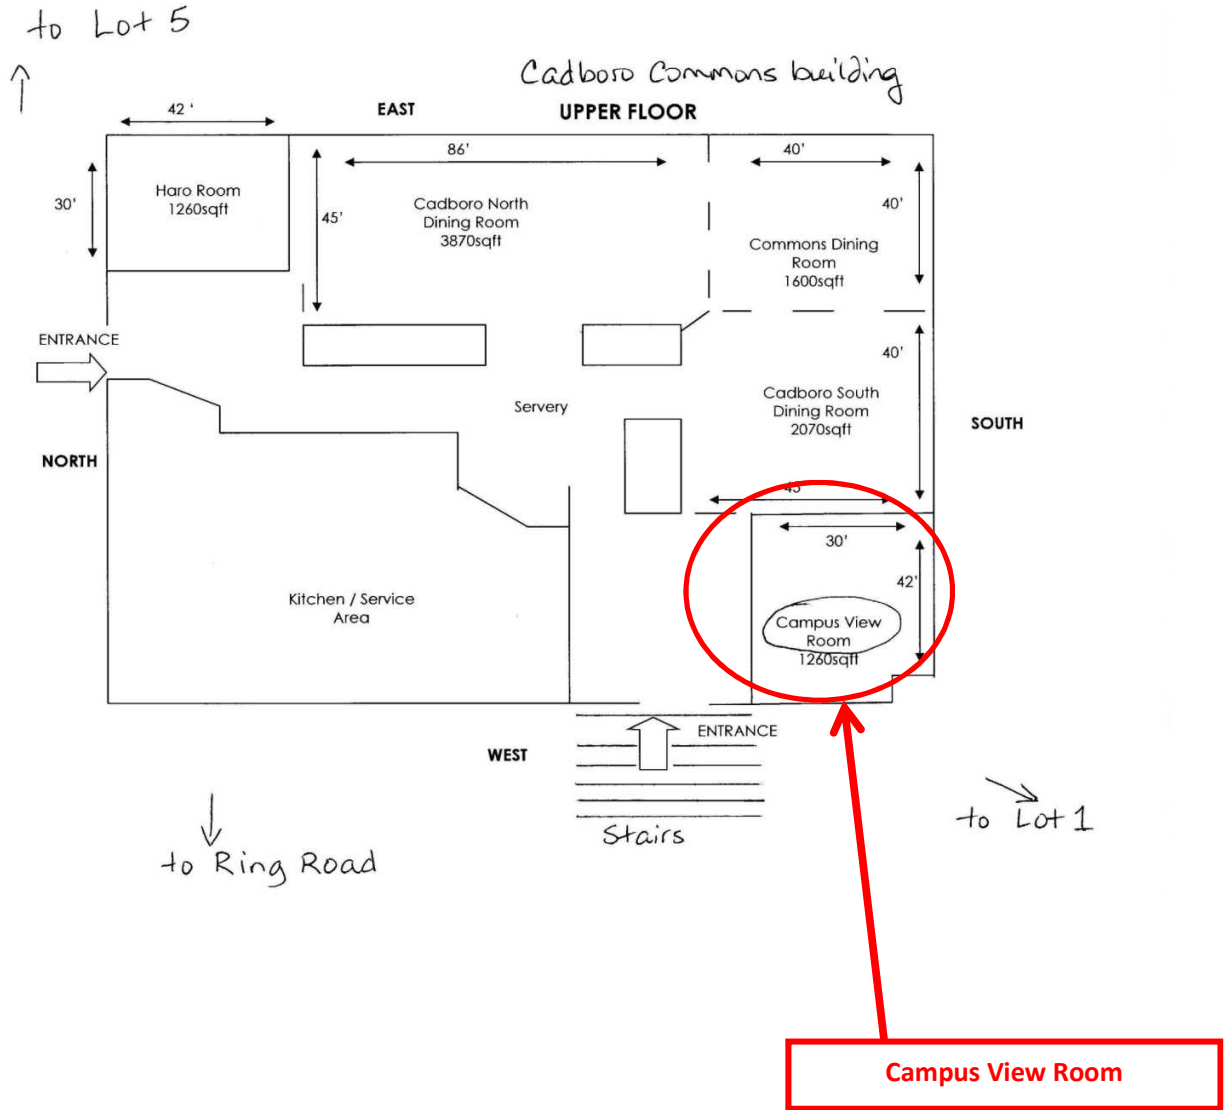 to Lot 5
Cadboro Commons building
EAST
UPPER FLOOR
42 '
86'
40'
30'
Haro Room
1260sqft
45'
Cadboro North
Dining Room
3870sqft
40'
Commons Dining
Room
1600sqft
ENTRANCE
40'
Servery
Cadboro South
Dining Room
2070sqft
SOUTH
NORTH
45'
30'
42'
Kitchen / Service
Area
Campus View
Room
1260sqft
ENTRANCE
WEST
Stairs
to Lot 1
to Ring Road
Campus View Room